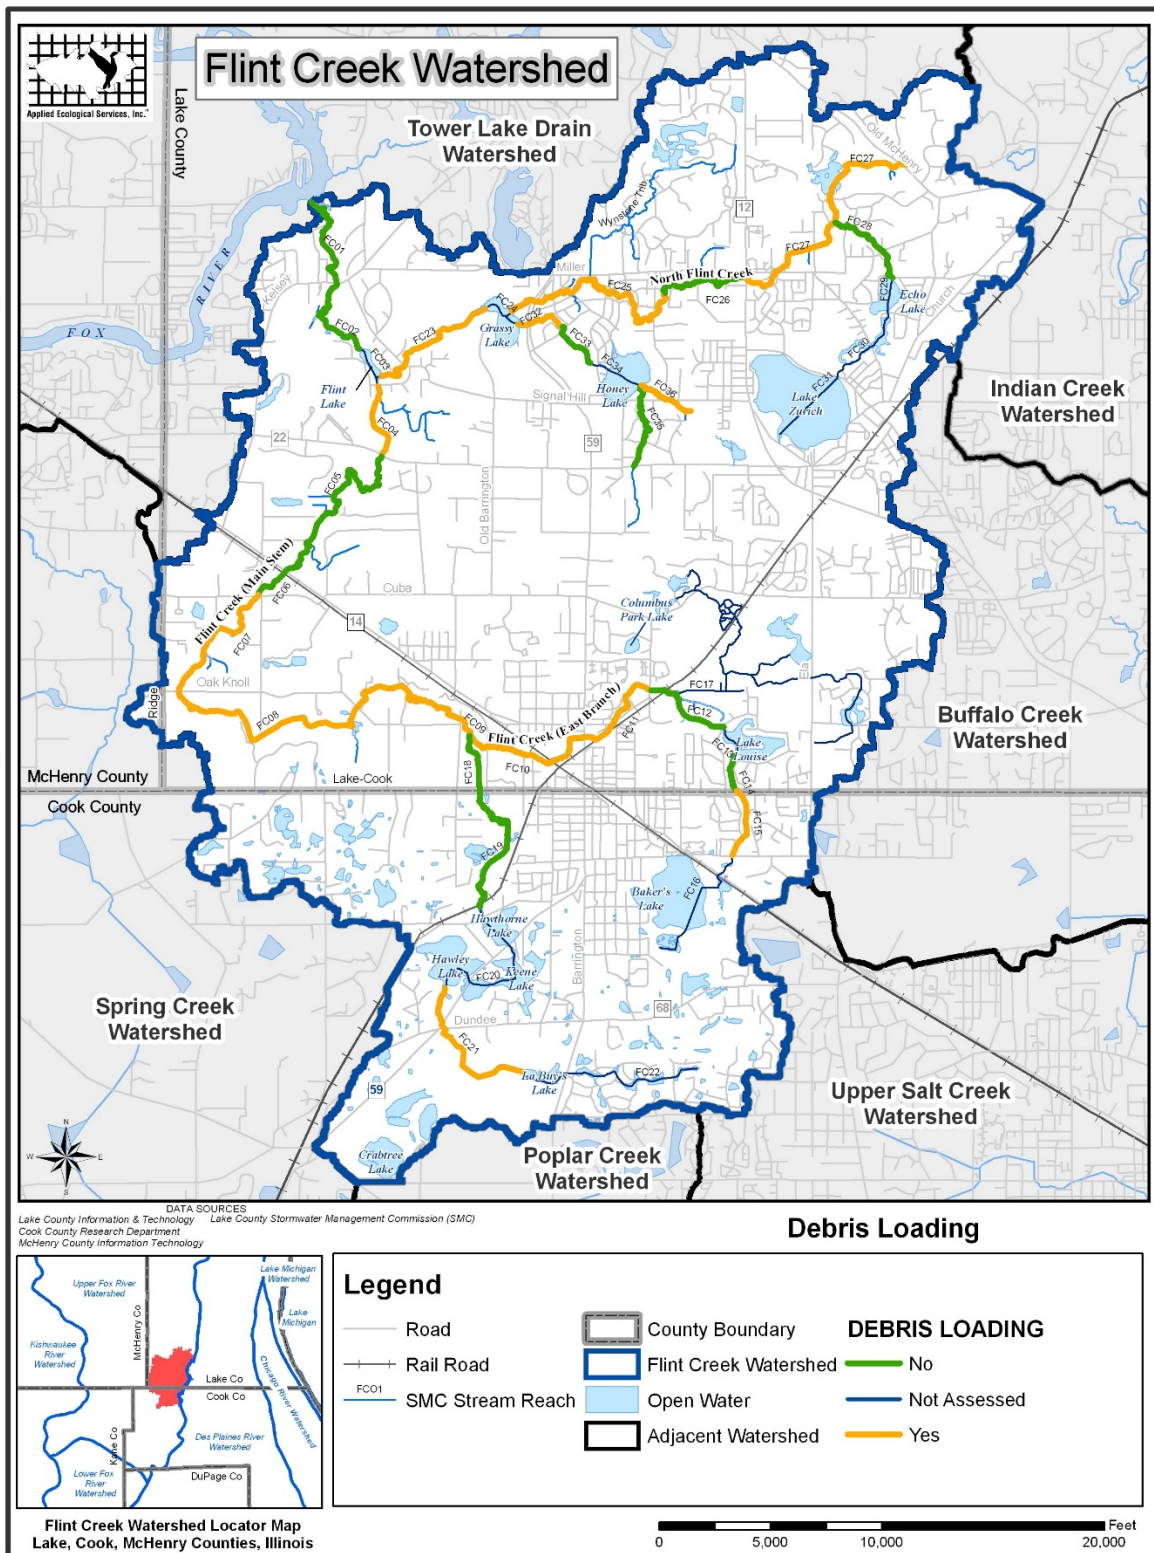 Flint Creek Watershed
Applied Ecological Services, Inc.
Lake County
Tower Lake Drain
Watershed
Old McHenry
FC27
Wynstone Trib
12
FC28
FC01
FC27
RIVER
Kelsey
Miller
North Flint Creek
FC25
FC26
FC29
Echo
Lake
Church
FOX
FC24
FC32
Grassy
Lake
FC02
FC23
FC33
FC30
FC03
FC34
FC31
Flint
Lake
Honey
Lake
FC36
Lake
Zurich
Indian Creek
Watershed
Signal Hill
FC04
FC35
22
59
FC05
Old Barrington
Flint Creek (Main Stem)
FC06
Cuba
Columbus
Park Lake
14
FC07
Oak Knoll
Ela
FC17
Ridge
FC08
FC09
Flint Creek (East Branch)
FC11
FC12
Buffalo Creek
Watershed
FC13
Lake
Louise
FC10
FC18
McHenry County
Lake-Cook
FC14
Cook County
FC15
FC19
FC16
Baker's
Lake
Hawthorne
Lake
Barrington
Hawley
Lake
FC20
Keene
Lake
Spring Creek
Watershed
Dundee
68
FC21
La Buy's
Lake
FC22
59
Upper Salt Creek
Watershed
N
W
E
S
Crabtree
Lake
Poplar Creek
Watershed
DATA SOURCES
Lake County Information & Technology
Lake County Stormwater Management Commission (SMC)
Cook County Research Department
McHenry County Information Technology
Debris Loading
Upper Fox River
Watershed
McHenry Co
Lake Michigan
Watershed
Lake
Michigan
Kishwaukee
River
Watershed
Lake Co
Cook Co
Chicago River Watershed
Kane Co
Des Plaines River
Watershed
Lower Fox
River
Watershed
DuPage Co
Flint Creek Watershed Locator Map
Lake, Cook, McHenry Counties, Illinois
Legend
Road
Rail Road
FC01
SMC Stream Reach
County Boundary
Flint Creek Watershed
Open Water
Adjacent Watershed
DEBRIS LOADING
No
Not Assessed
Yes
Feet
0
5,000
10,000
20,000